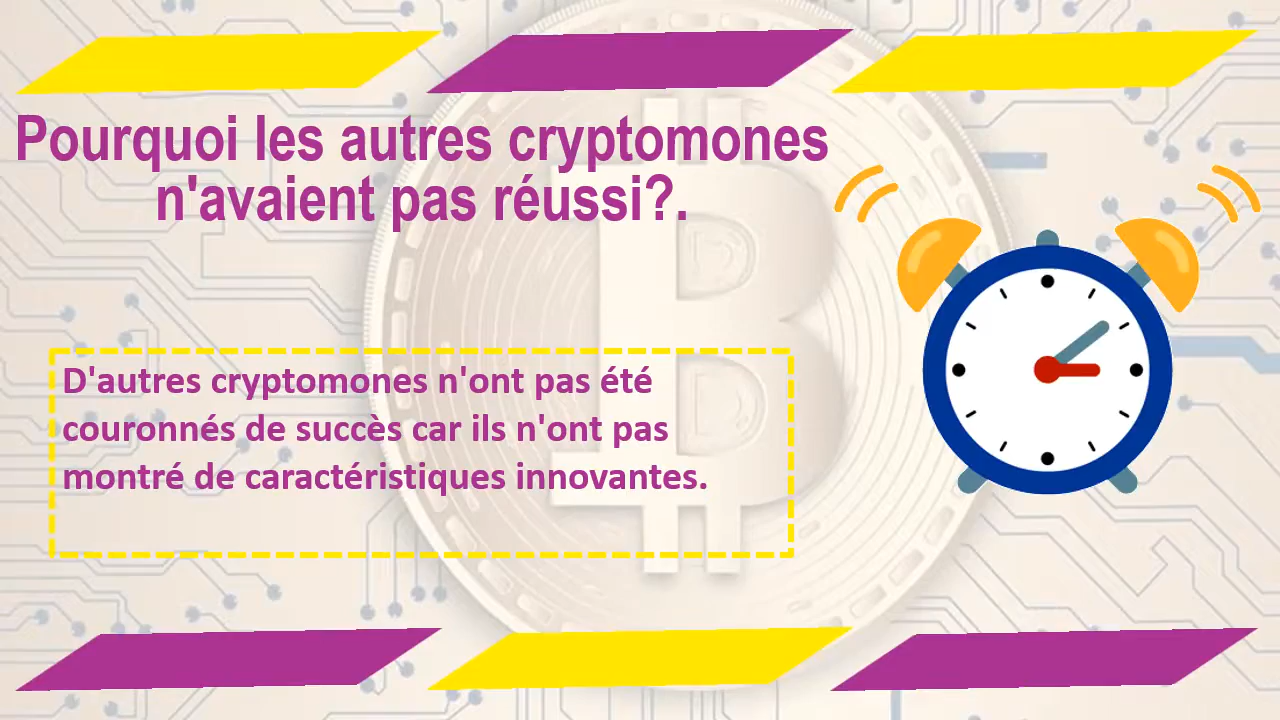 Pourquoi les autres cryptomones
n'avaient pas réussi?.
D'autres cryptomones n'ont pas été
couronnés de succès car ils n'ont pas
montré de caractéristiques innovantes.